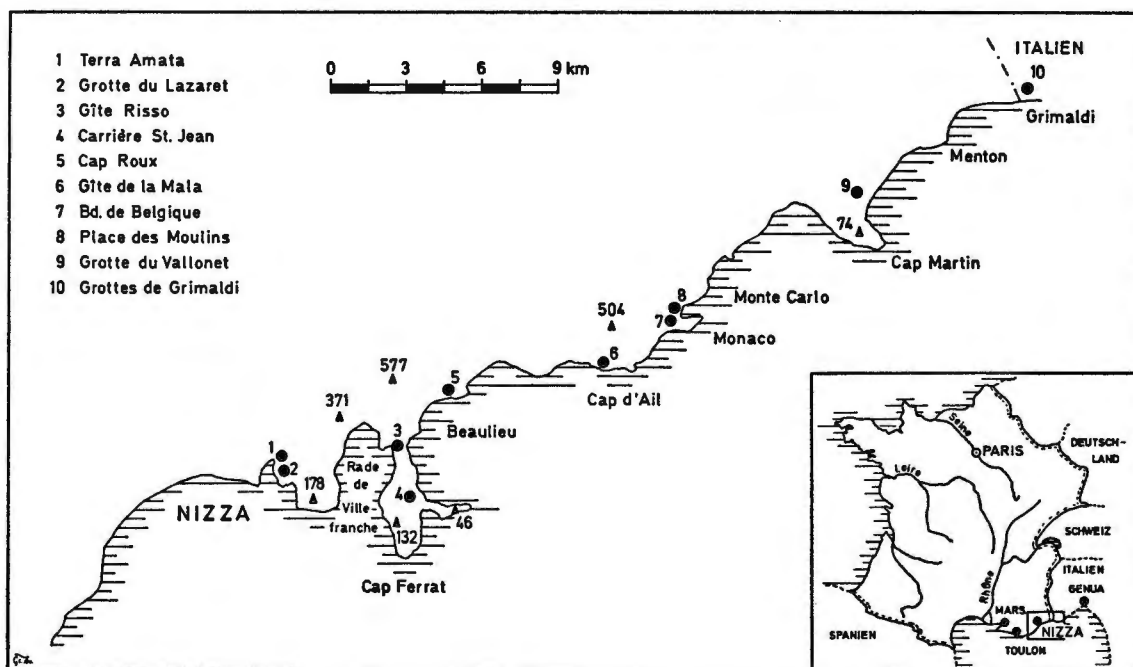 1 Terra Amata
2 Grotte du Lazaret
3 Gîte Risso
4 Carrière St. Jean
5 Cap Roux
6 Gîte de la Mala
7 Bd. de Belgique
8 Place des Moulins
9 Grotte du Vallonet
10 Grottes de Grimaldi
0 3 6 9 km
ITALIEN
10
Grimaldi
Menton
9
74
Cap Martin
8
Monte Carlo
504
7
Monaco
6
Cap d'Ail
577
5
371
Beaulieu
3
1
2
Rade
de
Ville
franche
178
4
46
NIZZA
132
Cap Ferrat
Seine
PARIS
DEUTSCH-
LAND
Loire
SCHWEIZ
ITALIEN
Rhône
GENUA
MARS
NIZZA
SPANIEN
TOULON